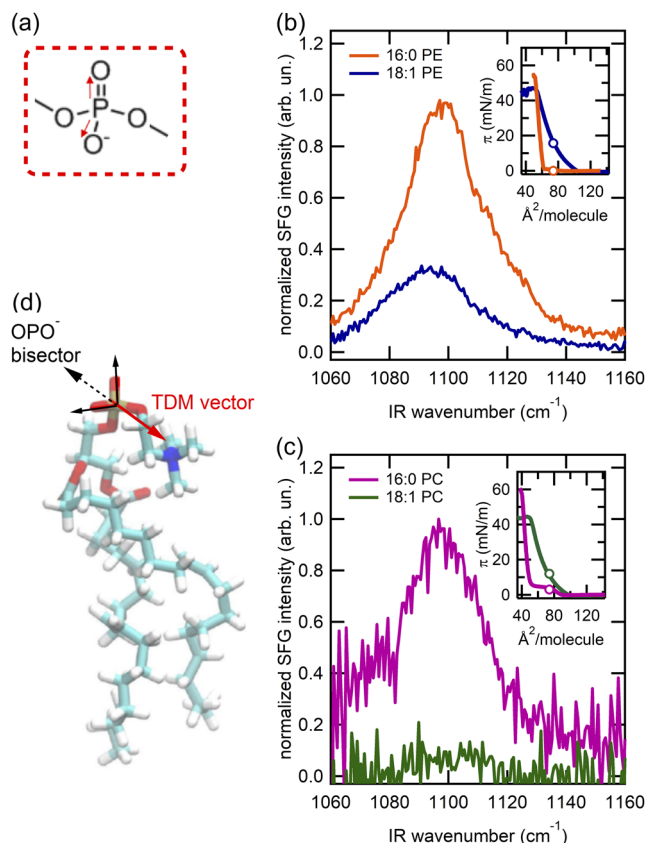 (a)
O
O P O
O-
(b)
normalized SFG intensity (arb. un.)
1.2
1.0
0.8
0.6
0.4
0.2
0.0
16:0 PE
18:1 PE
π (mN/m)
60
40
20
0
40 80 120
Å²/molecule
1060 1080 1100 1120 1140 1160
IR wavenumber (cm⁻¹)
(d)
OPO⁻
bisector
TDM vector
(c)
normalized SFG intensity (arb. un.)
1.2
1.0
0.8
0.6
0.4
0.2
0.0
16:0 PC
18:1 PC
π (mN/m)
60
40
20
0
40 80 120
Å²/molecule
1060 1080 1100 1120 1140 1160
IR wavenumber (cm⁻¹)